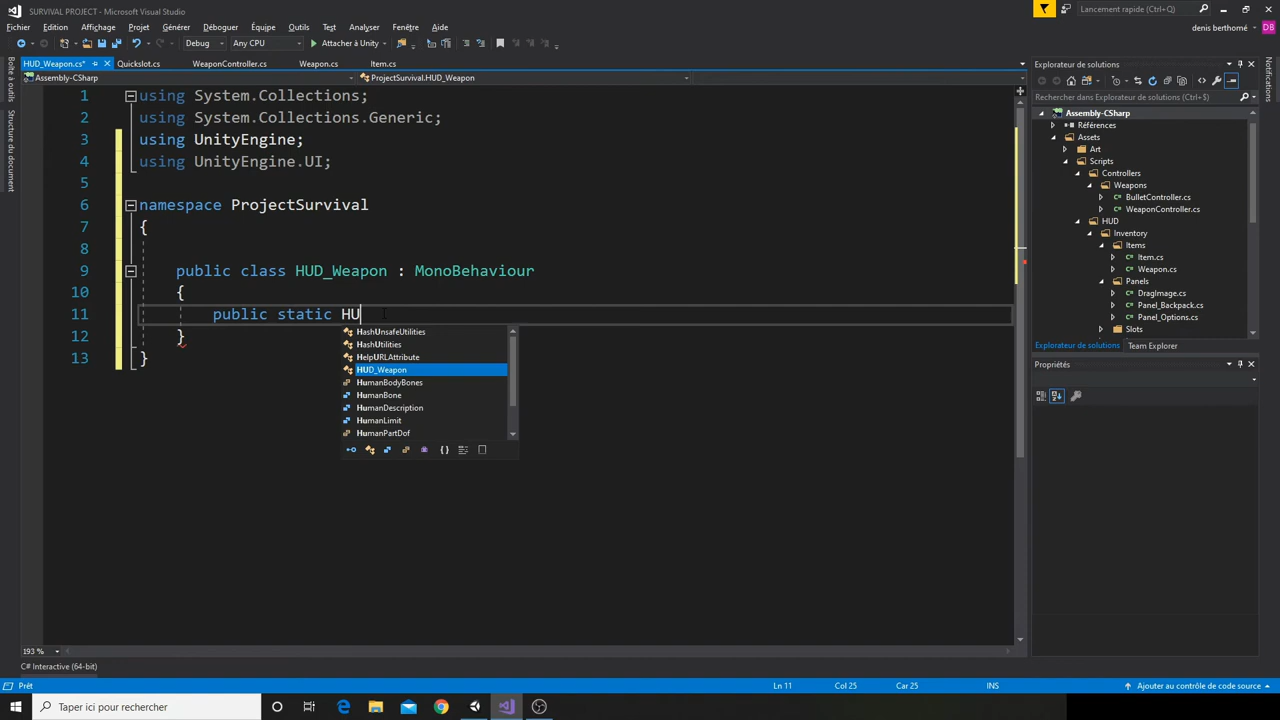 SURVIVAL PROJECT - Microsoft Visual Studio
Lancement rapide (Ctrl+Q)
Fichier Edition Affichage Projet Générer Déboguer Équipe Outils Test Analyser Fenêtre Aide
denis berthomé DB
Debug Any CPU Attacher à Unity
HUD_Weapon.cs* Quickslot.cs WeaponController.cs Weapon.cs Item.cs
Assembly-CSharp ProjectSurvival.HUD_Weapon
Boîte à outils
Structure du document
1 using System.Collections;
2 using System.Collections.Generic;
3 using UnityEngine;
4 using UnityEngine.UI;
5
6 namespace ProjectSurvival
7 {
8
9 public class HUD_Weapon : MonoBehaviour
10 {
11 public static HU
12 }
13 }
HashUnsafeUtilities
HashUtilities
HelpURLAttribute
HUD_Weapon
HumanBodyBones
HumanBone
HumanDescription
HumanLimit
HumanPartDof
Explorateur de solutions
Rechercher dans Explorateur de solutions (Ctrl+$)
Assembly-CSharp
Références
Assets
Art
Scripts
Controllers
Weapons
BulletController.cs
WeaponController.cs
HUD
Inventory
Items
Item.cs
Weapon.cs
Panels
DragImage.cs
Panel_Backpack.cs
Panel_Options.cs
Slots
Explorateur de solutions Team Explorer
Propriétés
Notifications
193 %
C# Interactive (64-bit)
Prêt Ln 11 Col 25 Car 25 INS Ajouter au contrôle de code source
Taper ici pour rechercher